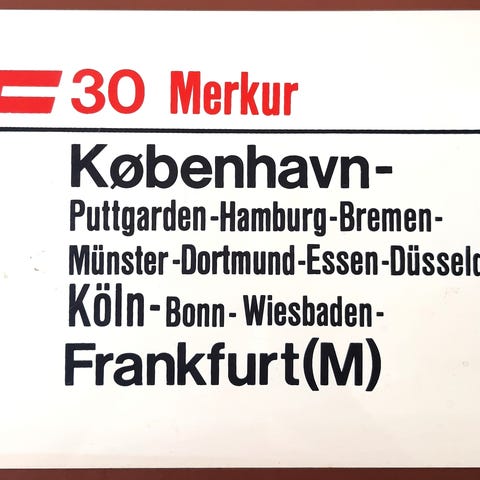 30 Merkur
København-
Puttgarden-Hamburg-Bremen-
Münster-Dortmund-Essen-Düsseld
Köln-Bonn-Wiesbaden-
Frankfurt(M)